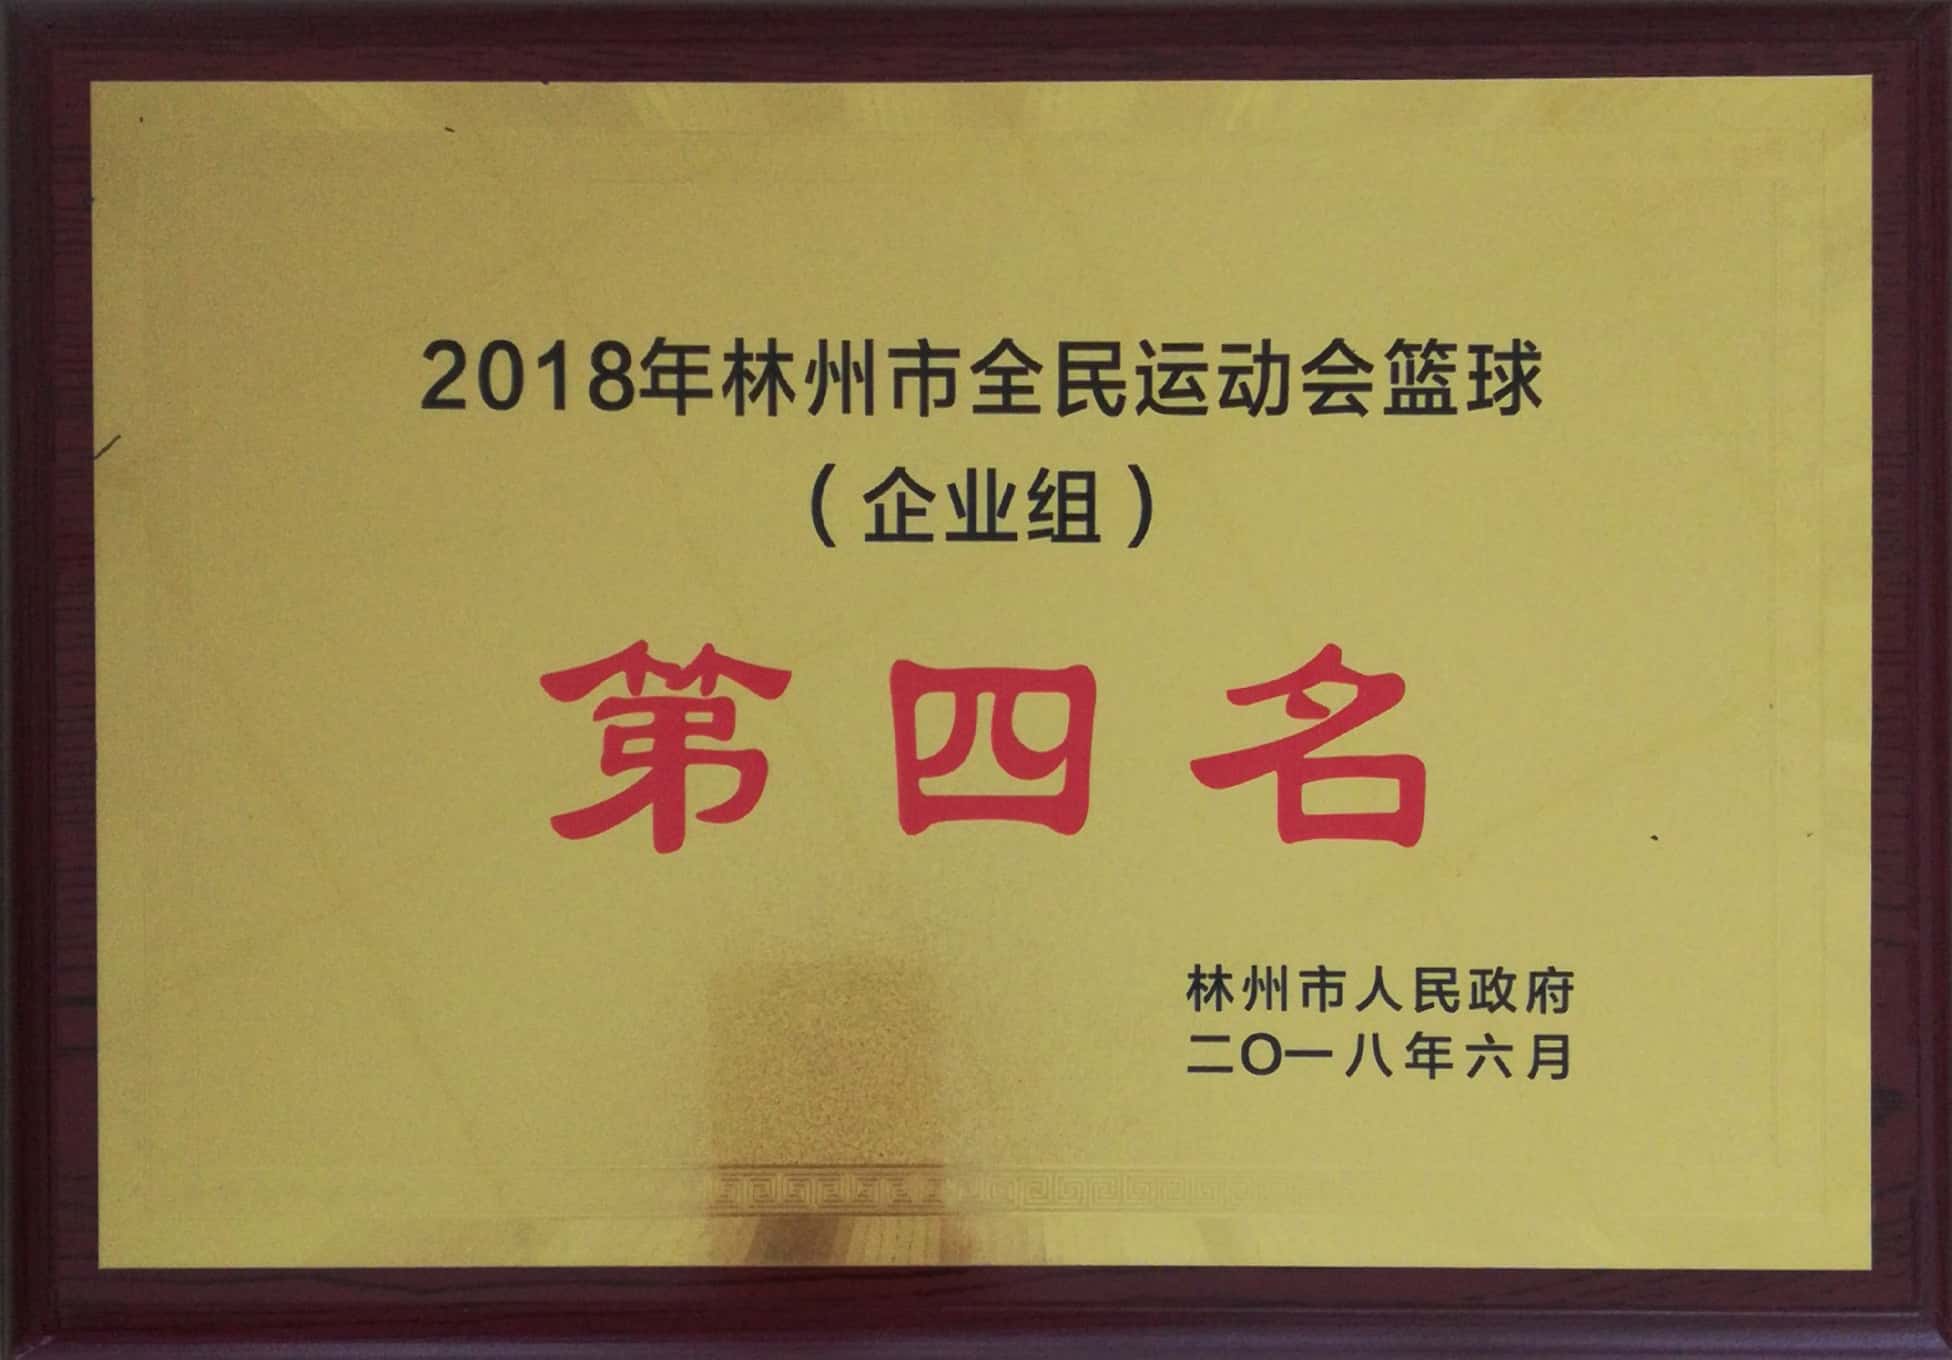 2018年林州市全民运动会篮球
（企业组）
第四名
林州市人民政府
二〇一八年六月